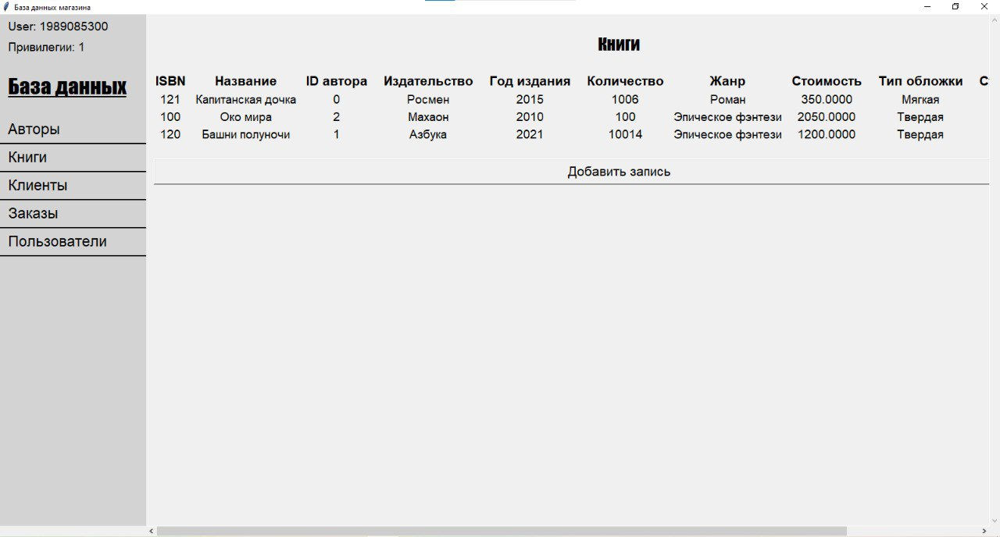 База данных магазина
User: 1989085300
Привилегии: 1
База данных
Авторы
Книги
Клиенты
Заказы
Пользователи
Книги
ISBN Название ID автора Издательство Год издания Количество Жанр Стоимость Тип обложки С
121 Капитанская дочка 0 Росмен 2015 1006 Роман 350.0000 Мягкая
100 Око мира 2 Махаон 2010 100 Эпическое фэнтези 2050.0000 Твердая
120 Башни полуночи 1 Азбука 2021 10014 Эпическое фэнтези 1200.0000 Твердая
Добавить запись